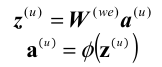 z^(u) = W^(we) a^(u)
a^(u) = ϕ(z^(u))